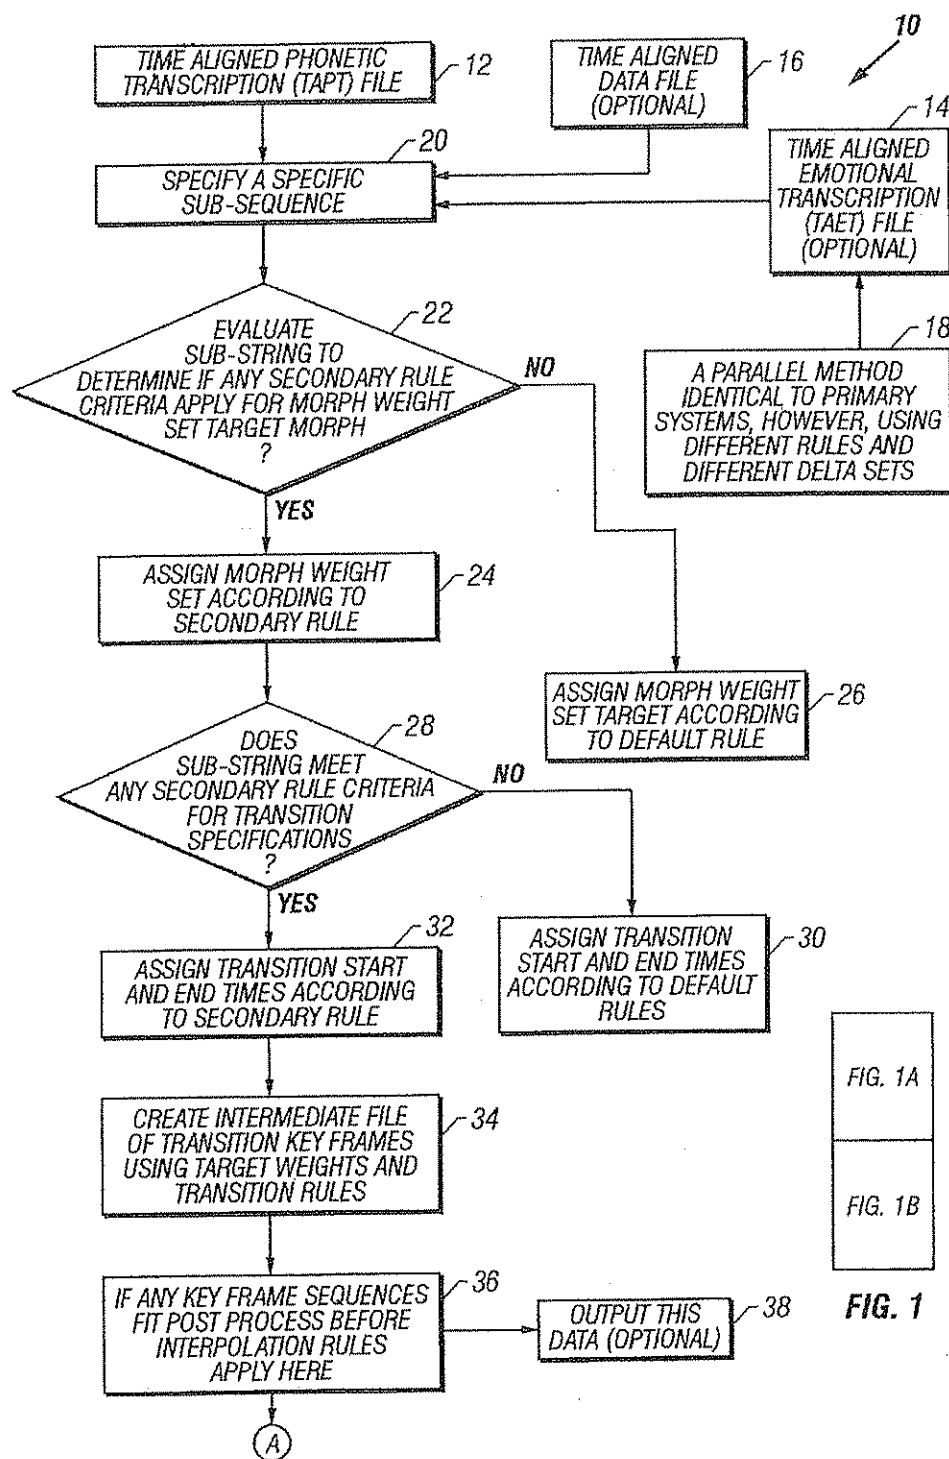 10
TIME ALIGNED PHONETIC
TRANSCRIPTION (TAPT) FILE
12
TIME ALIGNED
DATA FILE
(OPTIONAL)
16
14
TIME ALIGNED
EMOTIONAL
TRANSCRIPTION
(TAET) FILE
(OPTIONAL)
20
SPECIFY A SPECIFIC
SUB-SEQUENCE
18
A PARALLEL METHOD
IDENTICAL TO PRIMARY
SYSTEMS, HOWEVER, USING
DIFFERENT RULES AND
DIFFERENT DELTA SETS
22
EVALUATE
SUB-STRING TO
DETERMINE IF ANY SECONDARY RULE
CRITERIA APPLY FOR MORPH WEIGHT
SET TARGET MORPH
?
NO
YES
ASSIGN MORPH WEIGHT
SET ACCORDING TO
SECONDARY RULE
24
ASSIGN MORPH WEIGHT
SET TARGET ACCORDING
TO DEFAULT RULE
26
28
DOES
SUB-STRING MEET
ANY SECONDARY RULE CRITERIA
FOR TRANSITION
SPECIFICATIONS
?
NO
YES
32
ASSIGN TRANSITION START
AND END TIMES ACCORDING
TO SECONDARY RULE
ASSIGN TRANSITION
START AND END TIMES
ACCORDING TO DEFAULT
RULES
30
CREATE INTERMEDIATE FILE
OF TRANSITION KEY FRAMES
USING TARGET WEIGHTS AND
TRANSITION RULES
34
IF ANY KEY FRAME SEQUENCES
FIT POST PROCESS BEFORE
INTERPOLATION RULES
APPLY HERE
36
OUTPUT THIS
DATA (OPTIONAL)
38
A
FIG. 1A
FIG. 1B
FIG. 1